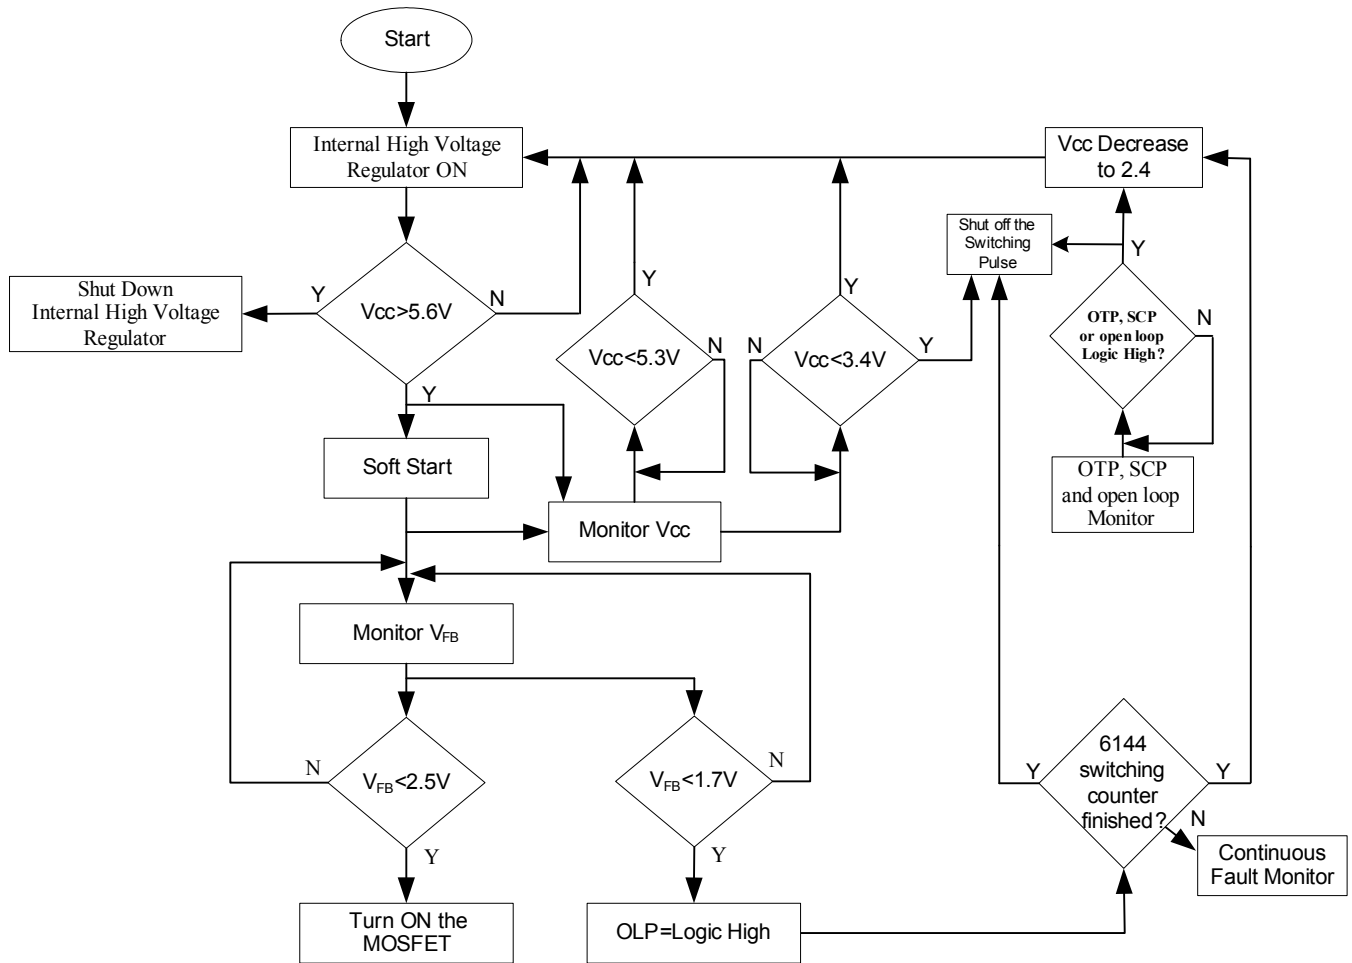 Start
Internal High Voltage
Regulator ON
Vcc Decrease
to 2.4
Shut off the
Switching
Pulse
Y
Shut Down
Internal High Voltage
Regulator
Y
Vcc>5.6V
N
Y
Vcc<5.3V
N
Y
N
Vcc<3.4V
Y
OTP, SCP
or open loop
Logic High?
N
Y
Soft Start
Monitor Vcc
OTP, SCP
and open loop
Monitor
Monitor VFB
N
VFB<2.5V
Y
VFB<1.7V
N
Y
Y
6144
switching
counter
finished?
Y
N
Continuous
Fault Monitor
Turn ON the
MOSFET
OLP=Logic High